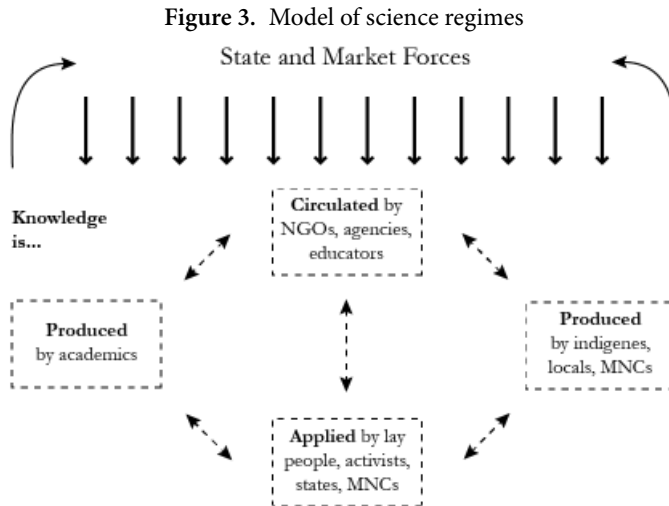 Figure 3. Model of science regimes
State and Market Forces
Knowledge
is...
Circulated by
NGOs, agencies,
educators
Produced
by academics
Produced
by indigenes,
locals, MNCs
Applied by lay
people, activists,
states, MNCs